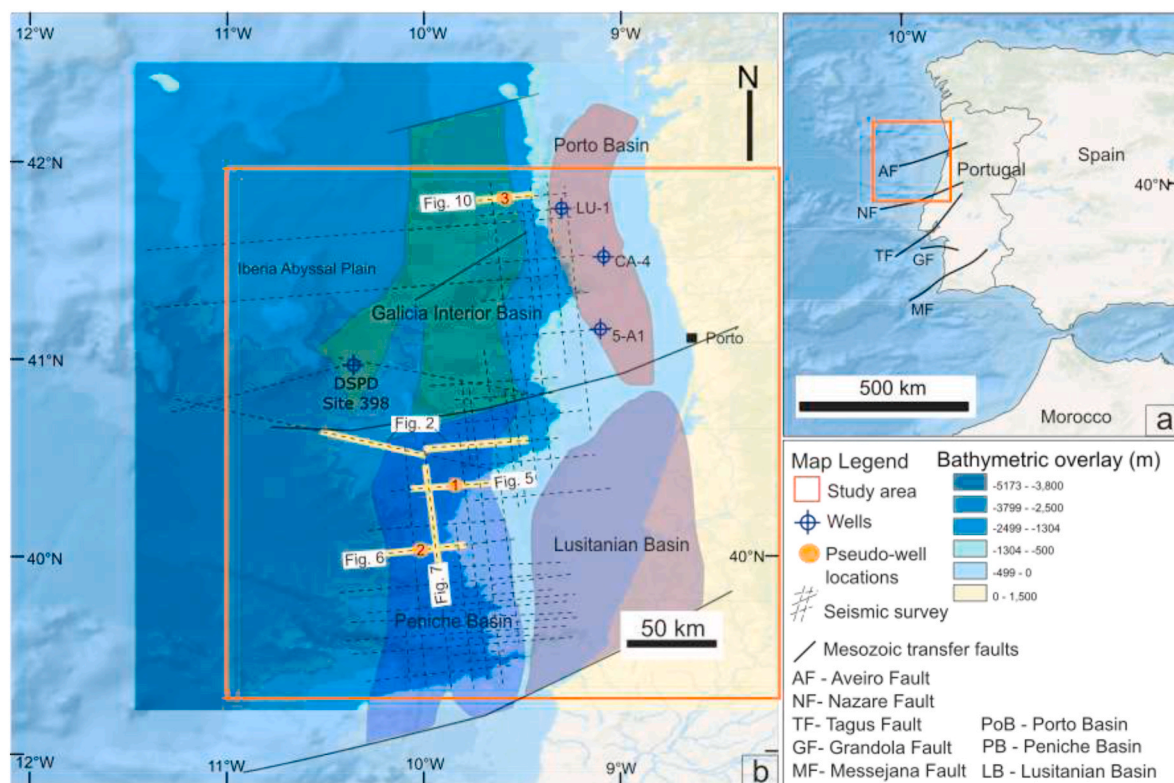 12°W
11°W
10°W
9°W
N
42°N
Porto Basin
Fig. 10
3
LU-1
CA-4
Iberia Abyssal Plain
Galicia Interior Basin
5-A1
41°N
Porto
DSPD
Site 398
Fig. 2
1
Fig. 5
Lusitanian Basin
40°N
40°N
Fig. 6
2
Fig. 7
Peniche Basin
50 km
12°W
11°W
10°W
9°W
b
10°W
AF
Portugal
Spain
40°N
NF
TF
GF
MF
500 km
Morocco
a
Map Legend
Study area
Wells
Pseudo-well
locations
Seismic survey
Mesozoic transfer faults
AF - Aveiro Fault
NF- Nazare Fault
TF- Tagus Fault
GF- Grandola Fault
MF- Messejana Fault
PoB - Porto Basin
PB - Peniche Basin
LB - Lusitanian Basin
Bathymetric overlay (m)
-5173 - -3,800
-3799 - -2,500
-2499 - -1304
-1304 - -500
-499 - 0
0 - 1,500